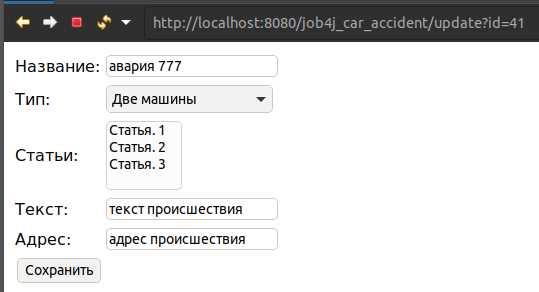 http://localhost:8080/job4j_car_accident/update?id=41
Название: авария 777
Тип: Две машины
Статьи:
Статья. 1
Статья. 2
Статья. 3
Текст: текст происшествия
Адрес: адрес происшествия
Сохранить